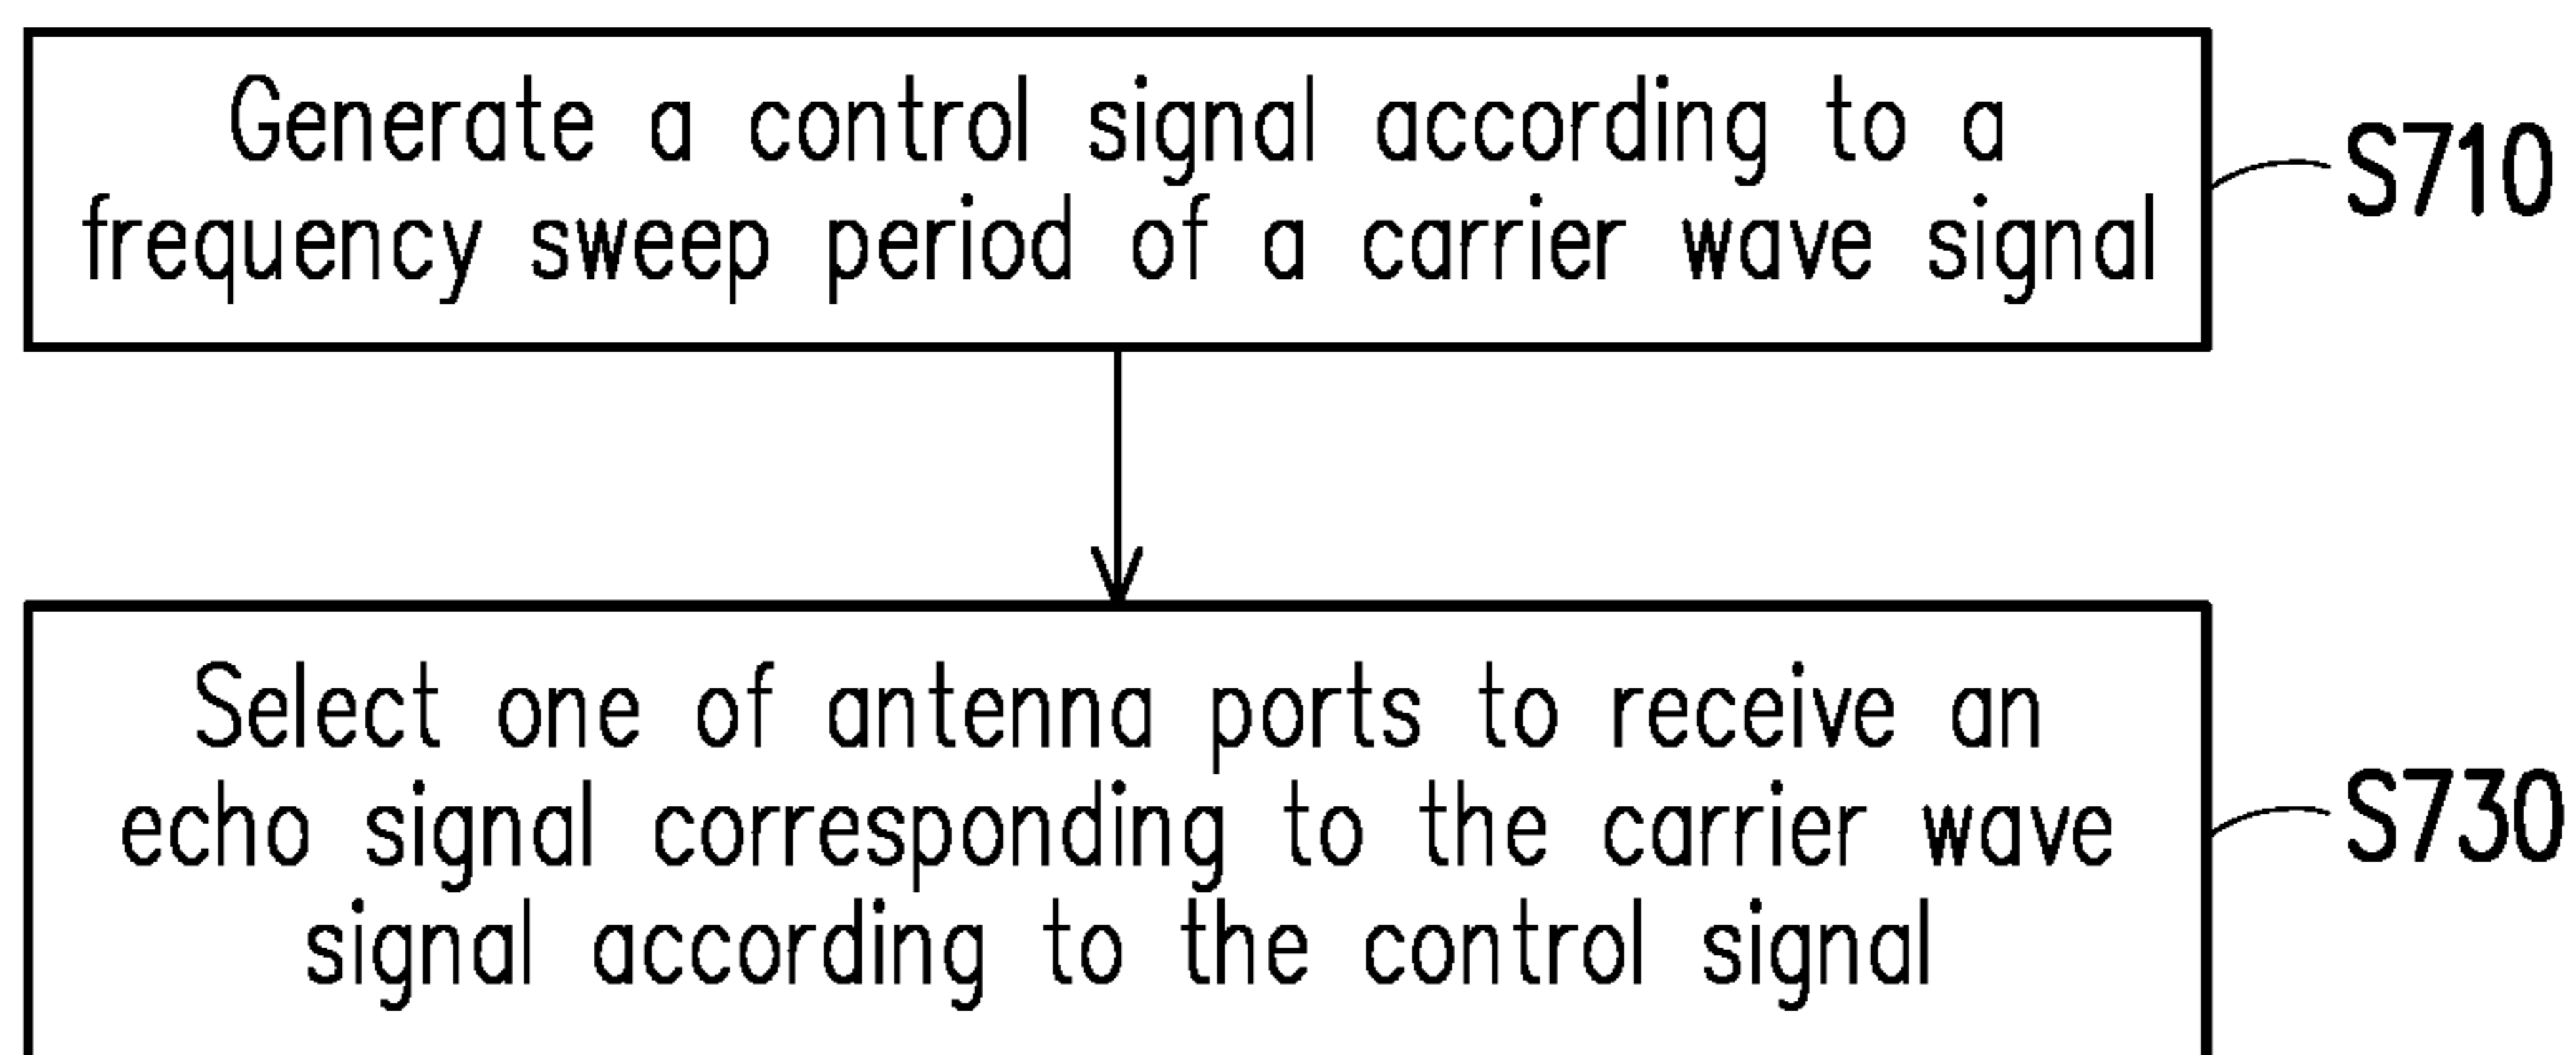 Generate a control signal according to a
frequency sweep period of a carrier wave signal
S710
Select one of antenna ports to receive an
echo signal corresponding to the carrier wave
signal according to the control signal
S730